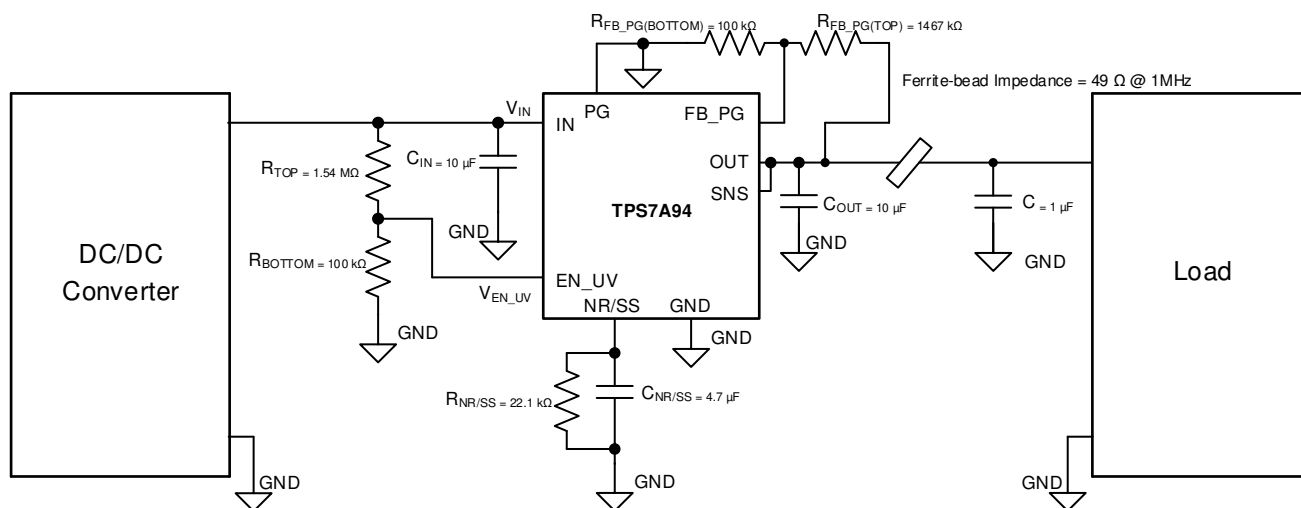 RFB_PG(BOTTOM) = 100 kΩ
RFB_PG(TOP) = 1467 kΩ
Ferrite-bead Impedance = 49 Ω @ 1MHz
GND
VIN
IN
PG
FB_PG
RTOP = 1.54 MΩ
CIN = 10 µF
OUT
SNS
TPS7A94
COUT = 10 µF
C = 1 µF
GND
GND
GND
DC/DC
Converter
RBOTTOM = 100 kΩ
Load
EN_UV
VEN_UV
NR/SS
GND
GND
GND
RNR/SS = 22.1 kΩ
CNR/SS = 4.7 µF
GND
GND
GND